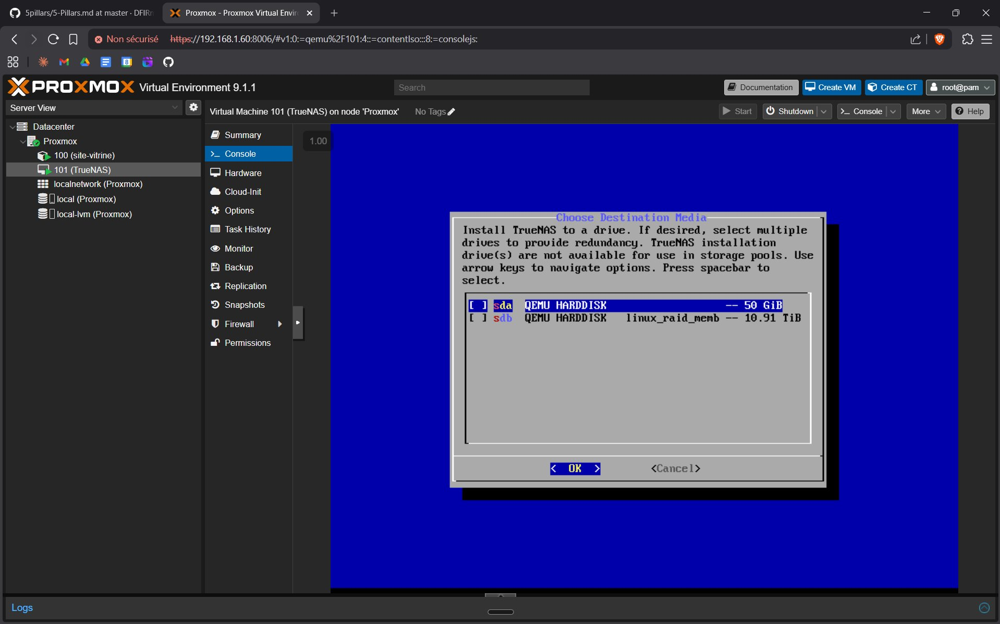 5pillars/5-Pillars.md at master · DFIRn
Proxmox - Proxmox Virtual Envir
Non sécurisé https://192.168.1.60:8006/#v1:0:=qemu%2F101:4::=contentIso:::8:=consolejs:
8
PROXMOX Virtual Environment 9.1.1
Search
Documentation
Create VM
Create CT
root@pam
Server View
Virtual Machine 101 (TrueNAS) on node 'Proxmox'
No Tags
Start
Shutdown
Console
More
Help
Datacenter
Proxmox
100 (site-vitrine)
101 (TrueNAS)
localnetwork (Proxmox)
local (Proxmox)
local-lvm (Proxmox)
Summary
Console
Hardware
Cloud-Init
Options
Task History
Monitor
Backup
Replication
Snapshots
Firewall
Permissions
1.00
Choose Destination Media
Install TrueNAS to a drive. If desired, select multiple
drives to provide redundancy. TrueNAS installation
drive(s) are not available for use in storage pools. Use
arrow keys to navigate options. Press spacebar to
select.
[ ] sda QEMU HARDDISK -- 50 GiB
[ ] sdb QEMU HARDDISK linux_raid_memb -- 10.91 TiB
< OK >
<Cancel>
Logs